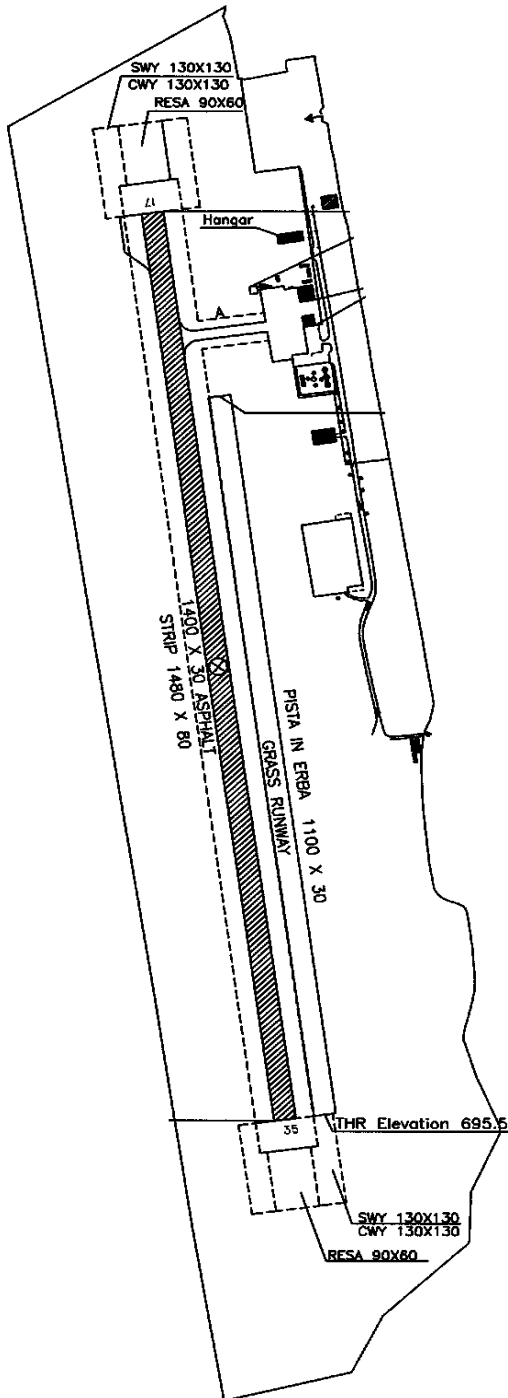 SWY 130X130
CWY 130X130
RESA 90X60
17
Hangar
A
1400 X 30 ASPHALT
STRIP 1480 X 80
PISTA IN ERBA 1100 X 30
GRASS RUNWAY
35
THR Elevation 695.5
SWY 130X130
CWY 130X130
RESA 90X60